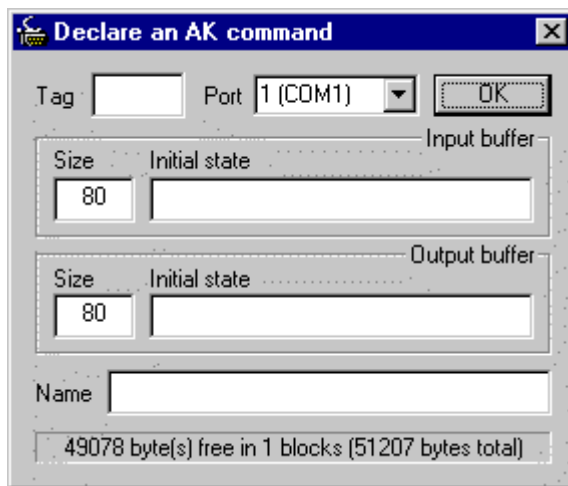 Declare an AK command
Tag Port 1 (COM1) OK
Input buffer
Size Initial state
80
Output buffer
Size Initial state
80
Name
49078 byte(s) free in 1 blocks (51207 bytes total)